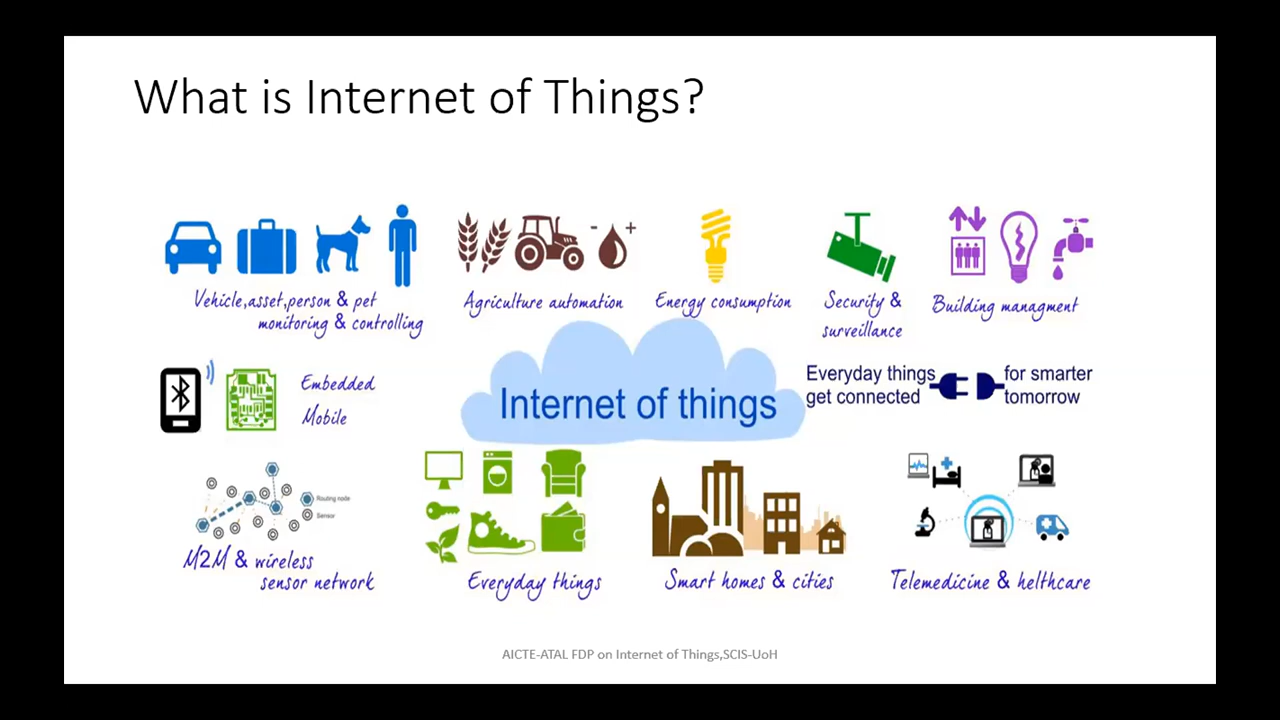 What is Internet of Things?
Vehicle,asset,person & pet
monitoring & controlling
Agriculture automation
Energy consumption
Security &
surveillance
Building managment
Embedded
Mobile
Internet of things
Everyday things
get connected
for smarter
tomorrow
Routing node
Sensor
M2M & wireless
sensor network
Everyday things
Smart homes & cities
Telemedicine & helthcare
AICTE-ATAL FDP on Internet of Things,SCIS-UoH